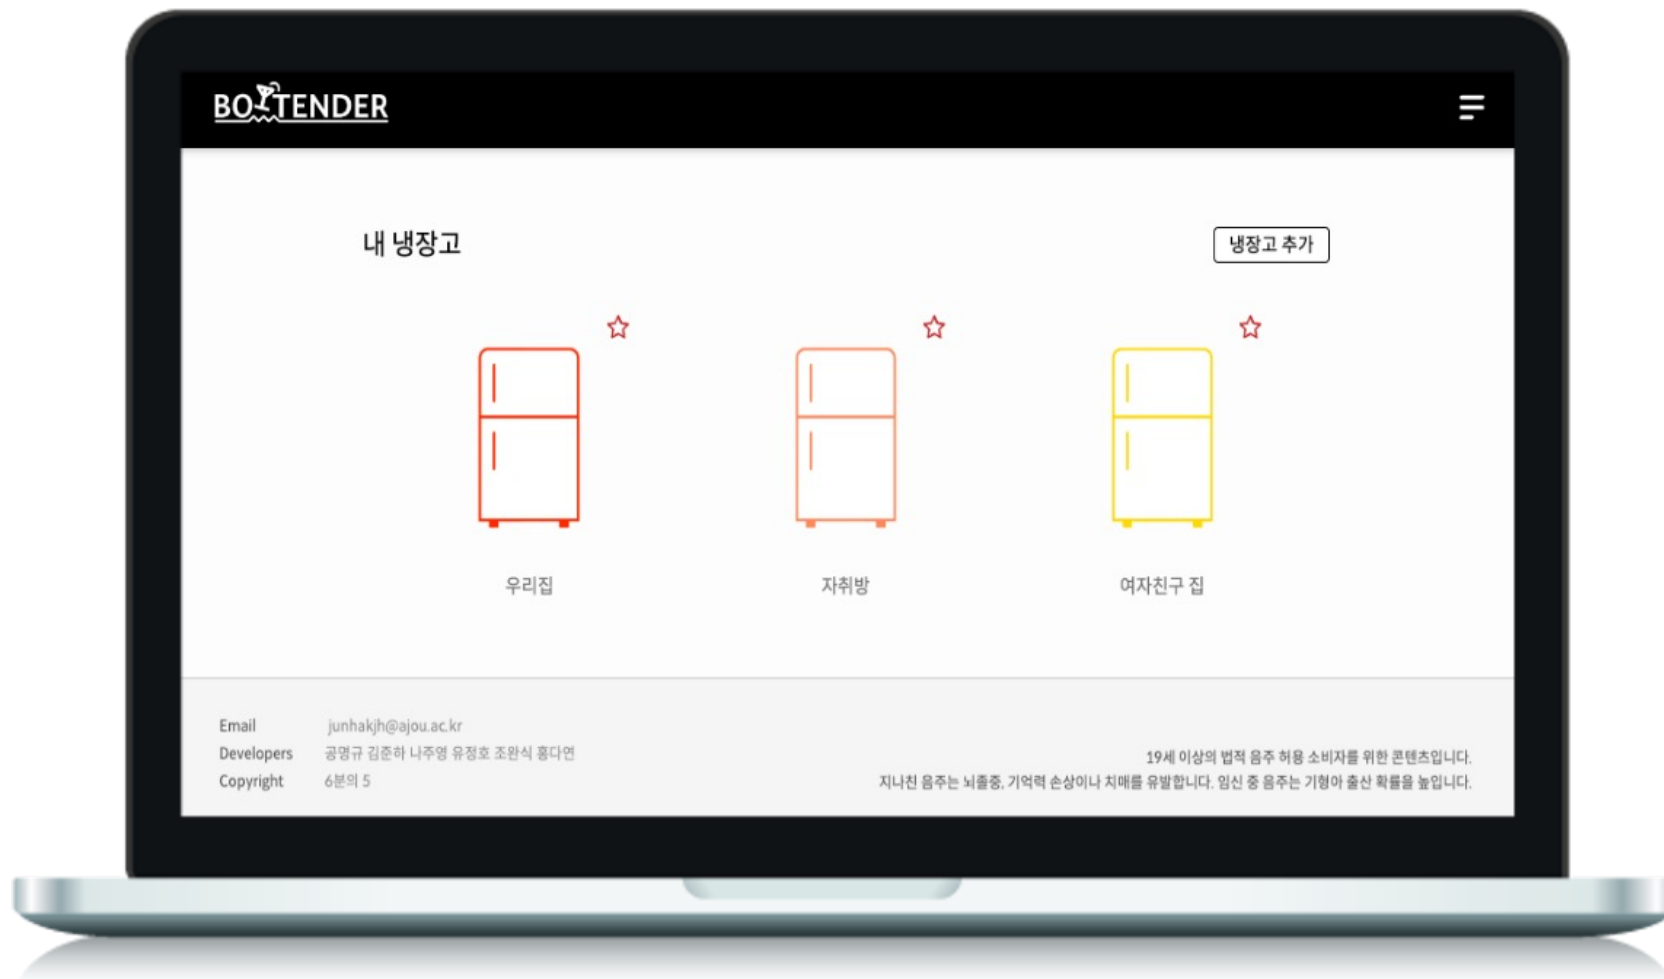 BOTTENDER
내 냉장고
냉장고 추가
우리집
자취방
여자친구 집
Email junhakjh@ajou.ac.kr
Developers 공명규 김준하 나주영 유정호 조완식 홍다연
Copyright 6분의 5
19세 이상의 법적 음주 허용 소비자를 위한 콘텐츠입니다.
지나친 음주는 뇌졸중, 기억력 손상이나 치매를 유발합니다. 임신 중 음주는 기형아 출산 확률을 높입니다.